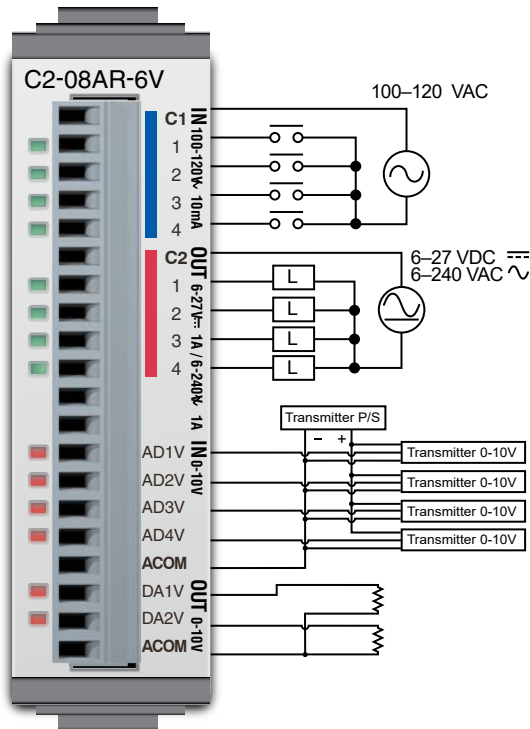 C2-08AR-6V
C1
1
2
3
4
IN 100-120V∿ 10mA
C2
1
2
3
4
OUT 6-27V⎓ 1A / 6-240V∿ 1A
AD1V
AD2V
AD3V
AD4V
ACOM
IN 0-10V
DA1V
DA2V
ACOM
OUT 0-10V
100–120 VAC
6–27 VDC ⎓
6–240 VAC ∿
L
L
L
L
Transmitter P/S
– +
Transmitter 0-10V
Transmitter 0-10V
Transmitter 0-10V
Transmitter 0-10V